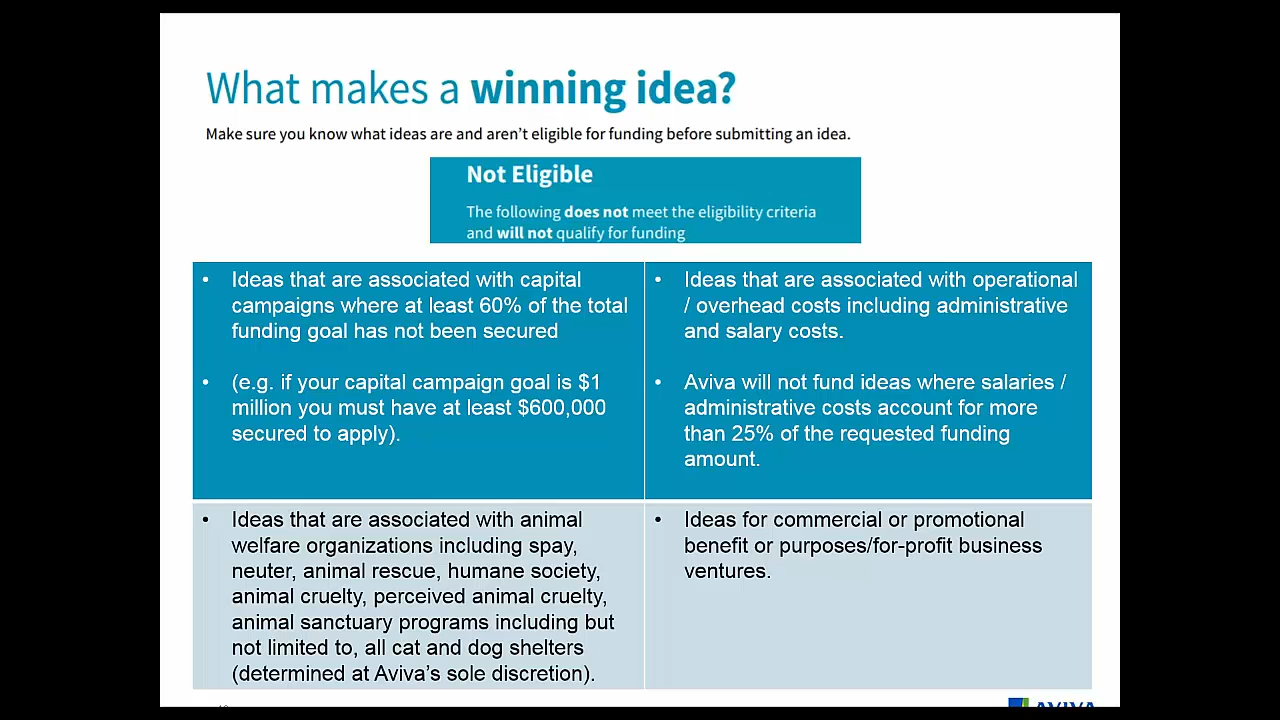 What makes a winning idea?
Make sure you know what ideas are and aren't eligible for funding before submitting an idea.
Not Eligible
The following does not meet the eligibility criteria
and will not qualify for funding
• Ideas that are associated with capital
campaigns where at least 60% of the total
funding goal has not been secured
• (e.g. if your capital campaign goal is $1
million you must have at least $600,000
secured to apply).
• Ideas that are associated with operational
/ overhead costs including administrative
and salary costs.
• Aviva will not fund ideas where salaries /
administrative costs account for more
than 25% of the requested funding
amount.
• Ideas that are associated with animal
welfare organizations including spay,
neuter, animal rescue, humane society,
animal cruelty, perceived animal cruelty,
animal sanctuary programs including but
not limited to, all cat and dog shelters
(determined at Aviva's sole discretion).
• Ideas for commercial or promotional
benefit or purposes/for-profit business
ventures.
AVIVA